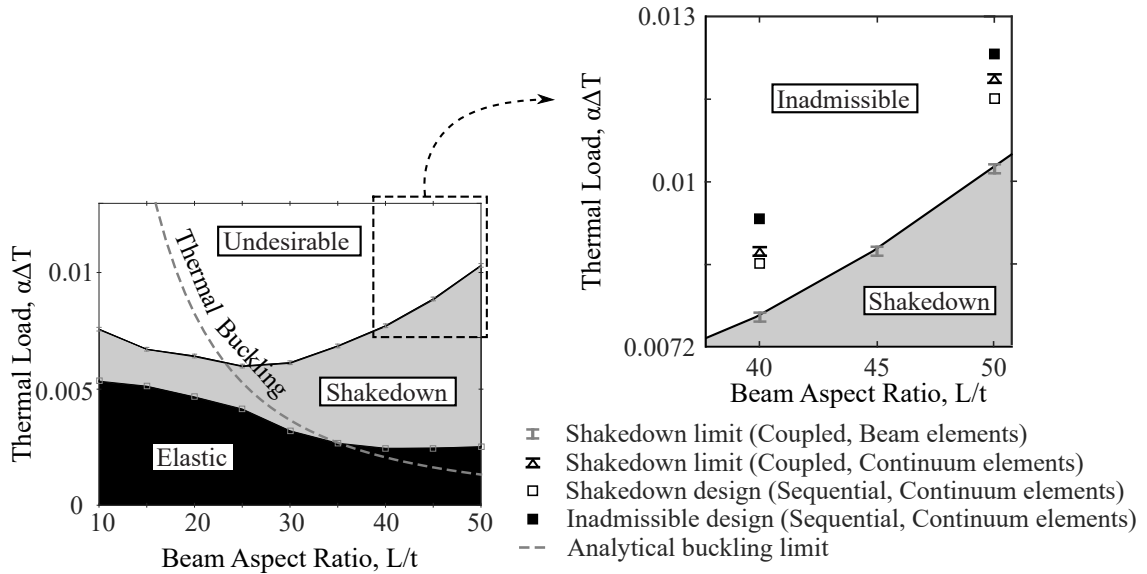 Thermal Load, αΔT
0.01
0.005
0
10
20
30
40
50
Beam Aspect Ratio, L/t
Undesirable
Thermal Buckling
Shakedown
Elastic
Thermal Load, αΔT
0.013
0.01
0.0072
40
45
50
Beam Aspect Ratio, L/t
Inadmissible
Shakedown
Shakedown limit (Coupled, Beam elements)
Shakedown limit (Coupled, Continuum elements)
Shakedown design (Sequential, Continuum elements)
Inadmissible design (Sequential, Continuum elements)
Analytical buckling limit